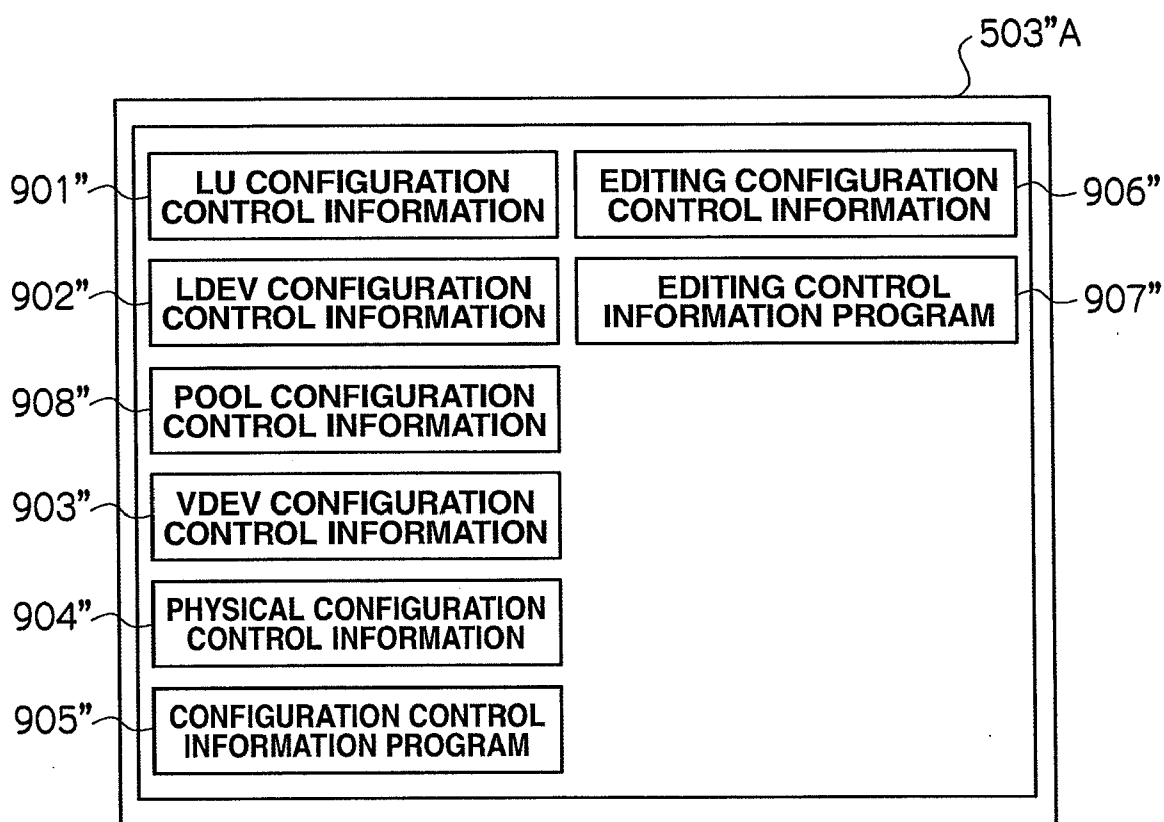 503”A
901”
LU CONFIGURATION
CONTROL INFORMATION
902”
LDEV CONFIGURATION
CONTROL INFORMATION
908”
POOL CONFIGURATION
CONTROL INFORMATION
903”
VDEV CONFIGURATION
CONTROL INFORMATION
904”
PHYSICAL CONFIGURATION
CONTROL INFORMATION
905”
CONFIGURATION CONTROL
INFORMATION PROGRAM
EDITING CONFIGURATION
CONTROL INFORMATION
906”
EDITING CONTROL
INFORMATION PROGRAM
907”